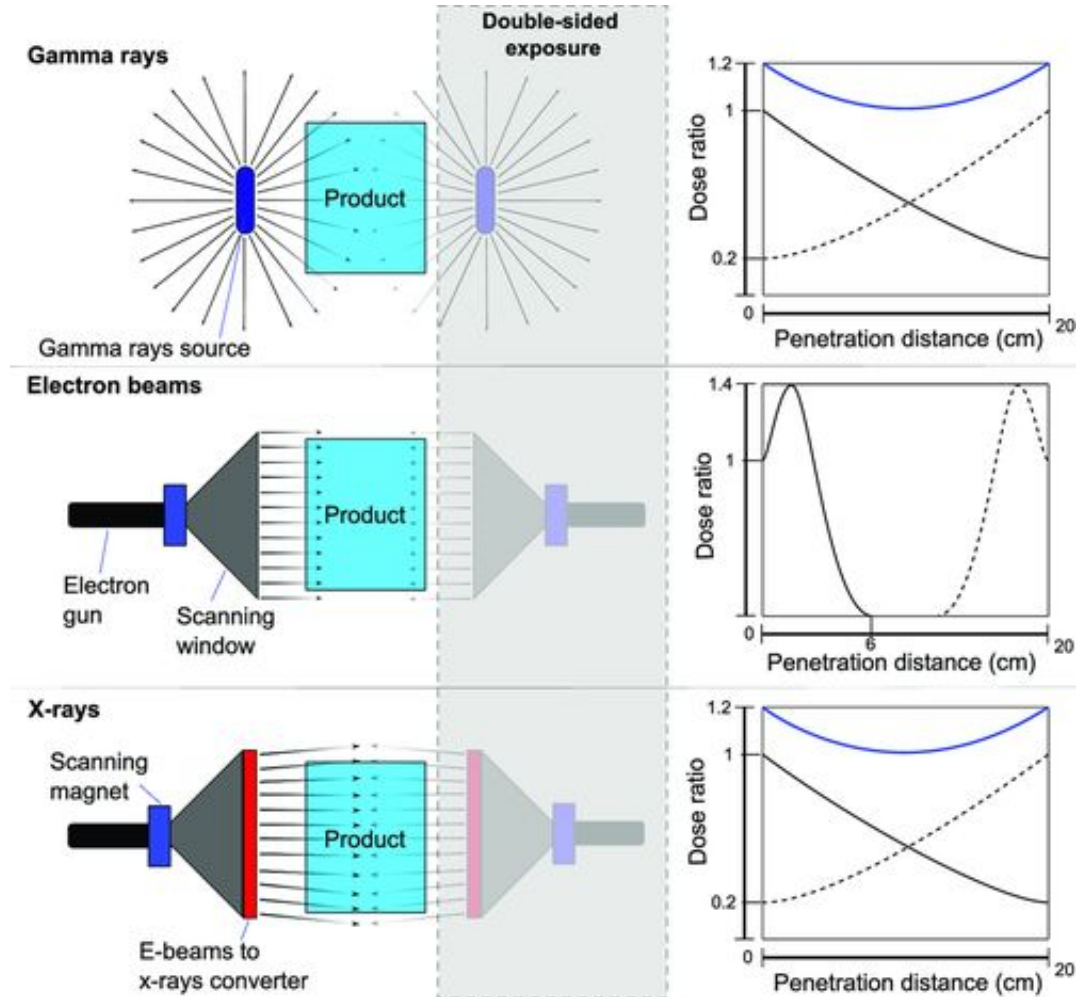 Double-sided
exposure
Gamma rays
Product
Gamma rays source
1.2
1
0.2
Dose ratio
0
20
Penetration distance (cm)
Electron beams
Product
Electron
gun
Scanning
window
1.4
1
Dose ratio
0
6
20
Penetration distance (cm)
X-rays
Scanning
magnet
Product
E-beams to
x-rays converter
1.2
1
0.2
Dose ratio
0
20
Penetration distance (cm)